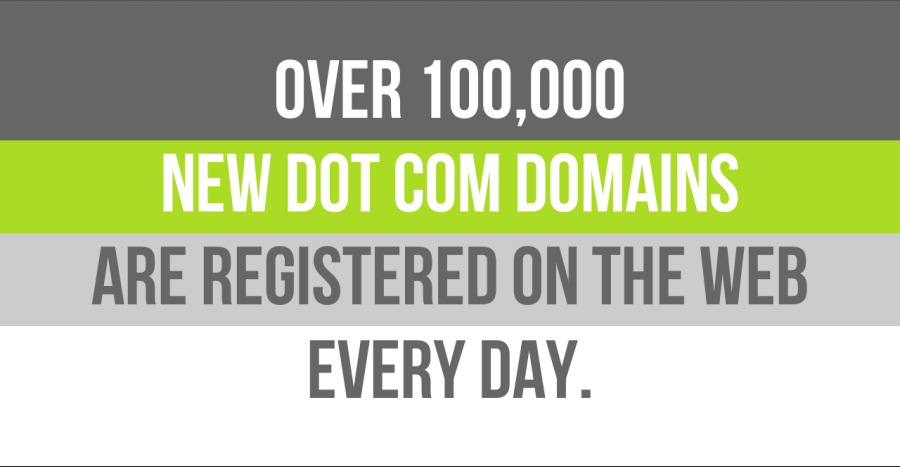 OVER 100,000
NEW DOT COM DOMAINS
ARE REGISTERED ON THE WEB
EVERY DAY.